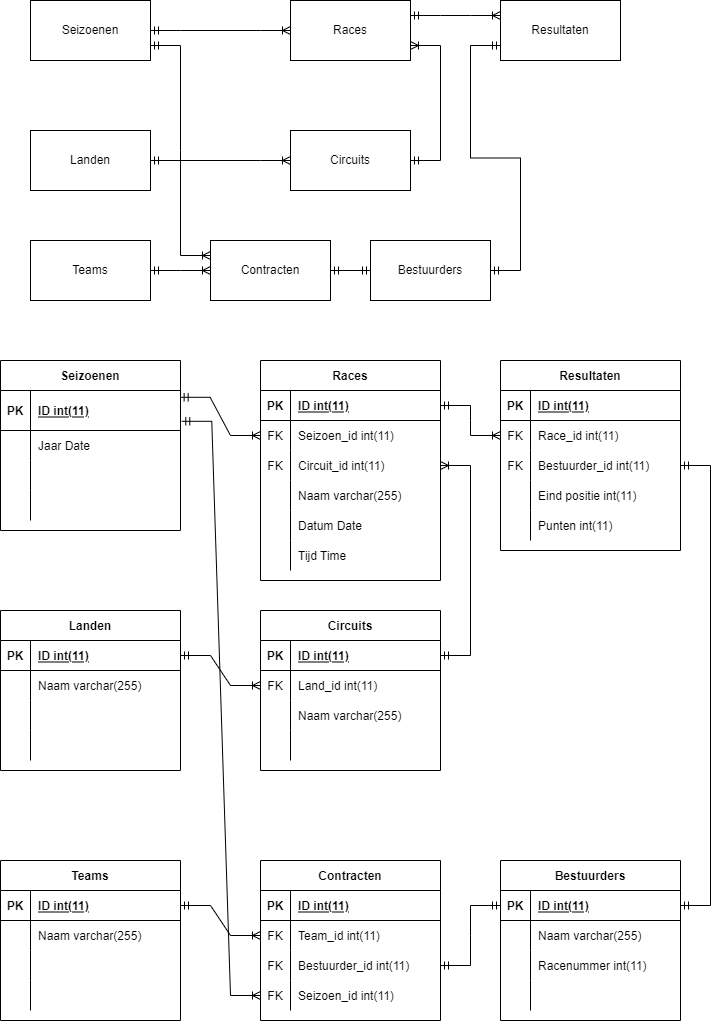 Seizoenen
Races
Resultaten
Landen
Circuits
Teams
Contracten
Bestuurders
Seizoenen
PK ID int(11)
Jaar Date
Races
PK ID int(11)
FK Seizoen_id int(11)
FK Circuit_id int(11)
Naam varchar(255)
Datum Date
Tijd Time
Resultaten
PK ID int(11)
FK Race_id int(11)
FK Bestuurder_id int(11)
Eind positie int(11)
Punten int(11)
Landen
PK ID int(11)
Naam varchar(255)
Circuits
PK ID int(11)
FK Land_id int(11)
Naam varchar(255)
Teams
PK ID int(11)
Naam varchar(255)
Contracten
PK ID int(11)
FK Team_id int(11)
FK Bestuurder_id int(11)
FK Seizoen_id int(11)
Bestuurders
PK ID int(11)
Naam varchar(255)
Racenummer int(11)